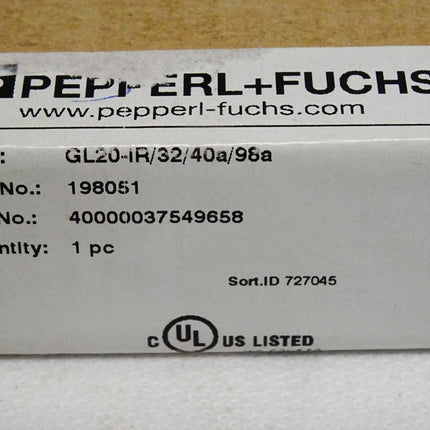 PEPPERL+FUCHS
www.pepperl-fuchs.com
: GL20-IR/32/40a/98a
No.: 198051
No.: 40000037549658
ntity: 1 pc
Sort.ID 727045
C UL US LISTED